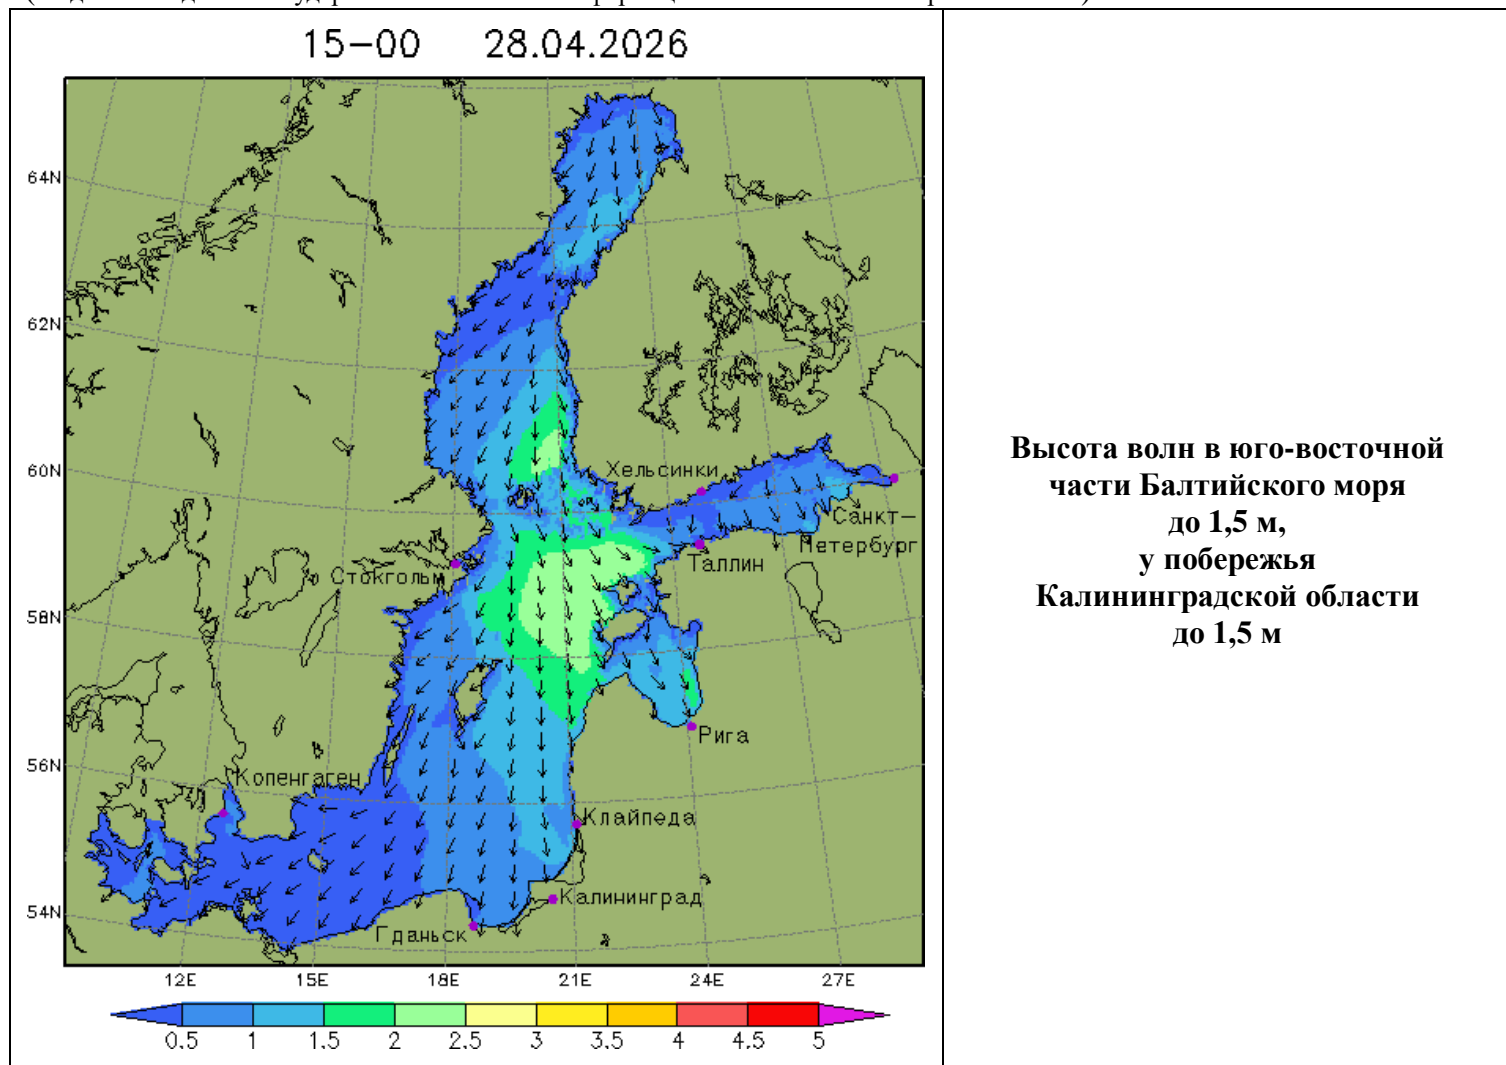 15-00 28.04.2026
64N
62N
60N
58N
56N
54N
Хельсинки
Санкт-
Петербург
Таллин
Стокгольм
Рига
Копенгаген
Клайпеда
Калининград
Гданьск
12E 15E 18E 21E 24E 27E
0.5 1 1.5 2 2.5 3 3.5 4 4.5 5
Высота волн в юго-восточной
части Балтийского моря
до 1,5 м,
у побережья
Калининградской области
до 1,5 м